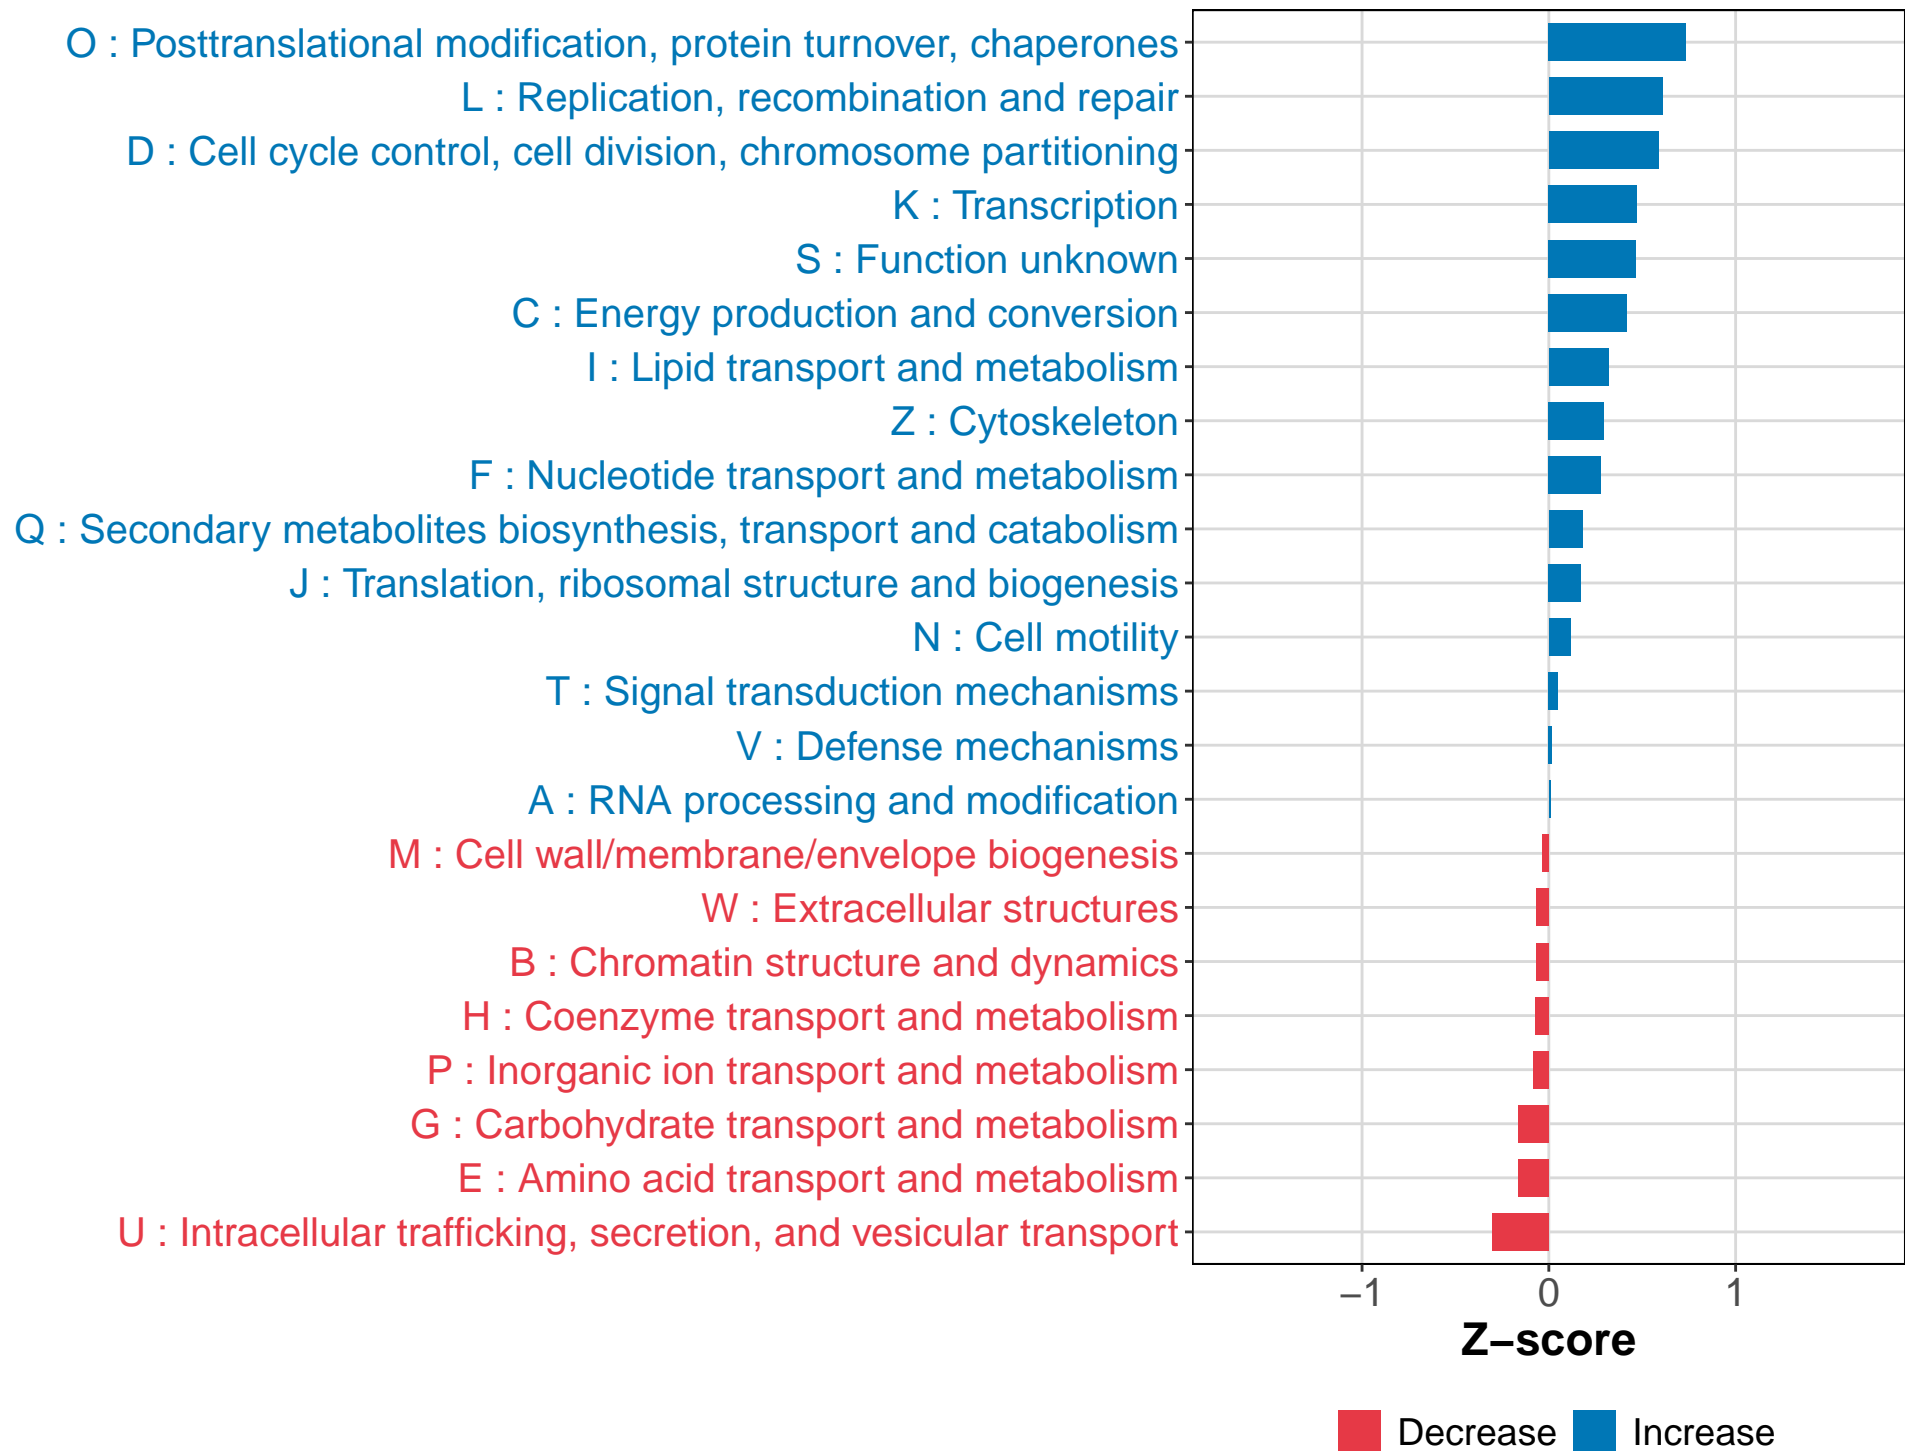 O : Posttranslational modification, protein turnover, chaperones
L : Replication, recombination and repair
D : Cell cycle control, cell division, chromosome partitioning
K : Transcription
S : Function unknown
C : Energy production and conversion
I : Lipid transport and metabolism
Z : Cytoskeleton
F : Nucleotide transport and metabolism
Q : Secondary metabolites biosynthesis, transport and catabolism
J : Translation, ribosomal structure and biogenesis
N : Cell motility
T : Signal transduction mechanisms
V : Defense mechanisms
A : RNA processing and modification
M : Cell wall/membrane/envelope biogenesis
W : Extracellular structures
B : Chromatin structure and dynamics
H : Coenzyme transport and metabolism
P : Inorganic ion transport and metabolism
G : Carbohydrate transport and metabolism
E : Amino acid transport and metabolism
U : Intracellular trafficking, secretion, and vesicular transport
−1 0 1
Z−score
Decrease Increase